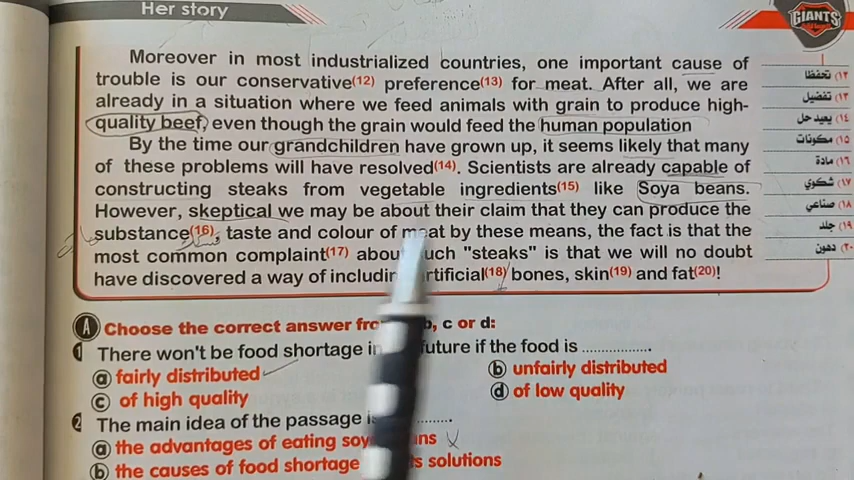 Her story
GIANTS
Moreover in most industrialized countries, one important cause of
trouble is our conservative(12) preference(13) for meat. After all, we are
already in a situation where we feed animals with grain to produce high-
quality beef, even though the grain would feed the human population
By the time our grandchildren have grown up, it seems likely that many
of these problems will have resolved(14). Scientists are already capable of
constructing steaks from vegetable ingredients(15) like Soya beans.
However, skeptical we may be about their claim that they can produce the
substance(16), taste and colour of meat by these means, the fact is that the
most common complaint(17) about such "steaks" is that we will no doubt
have discovered a way of including artificial(18) bones, skin(19) and fat(20)!
١٢) تحفظا
١٣) تفضيل
١٤) يعيد حل
١٥) مكونات
١٦) مادة
١٧) شكوي
١٨) صناعي
١٩) جلد
٢٠) دهون
A Choose the correct answer from b, c or d:
1 There won't be food shortage in future if the food is ................
a fairly distributed
b unfairly distributed
c of high quality
d of low quality
2 The main idea of the passage is ..........
a the advantages of eating soya beans
b the causes of food shortage solutions